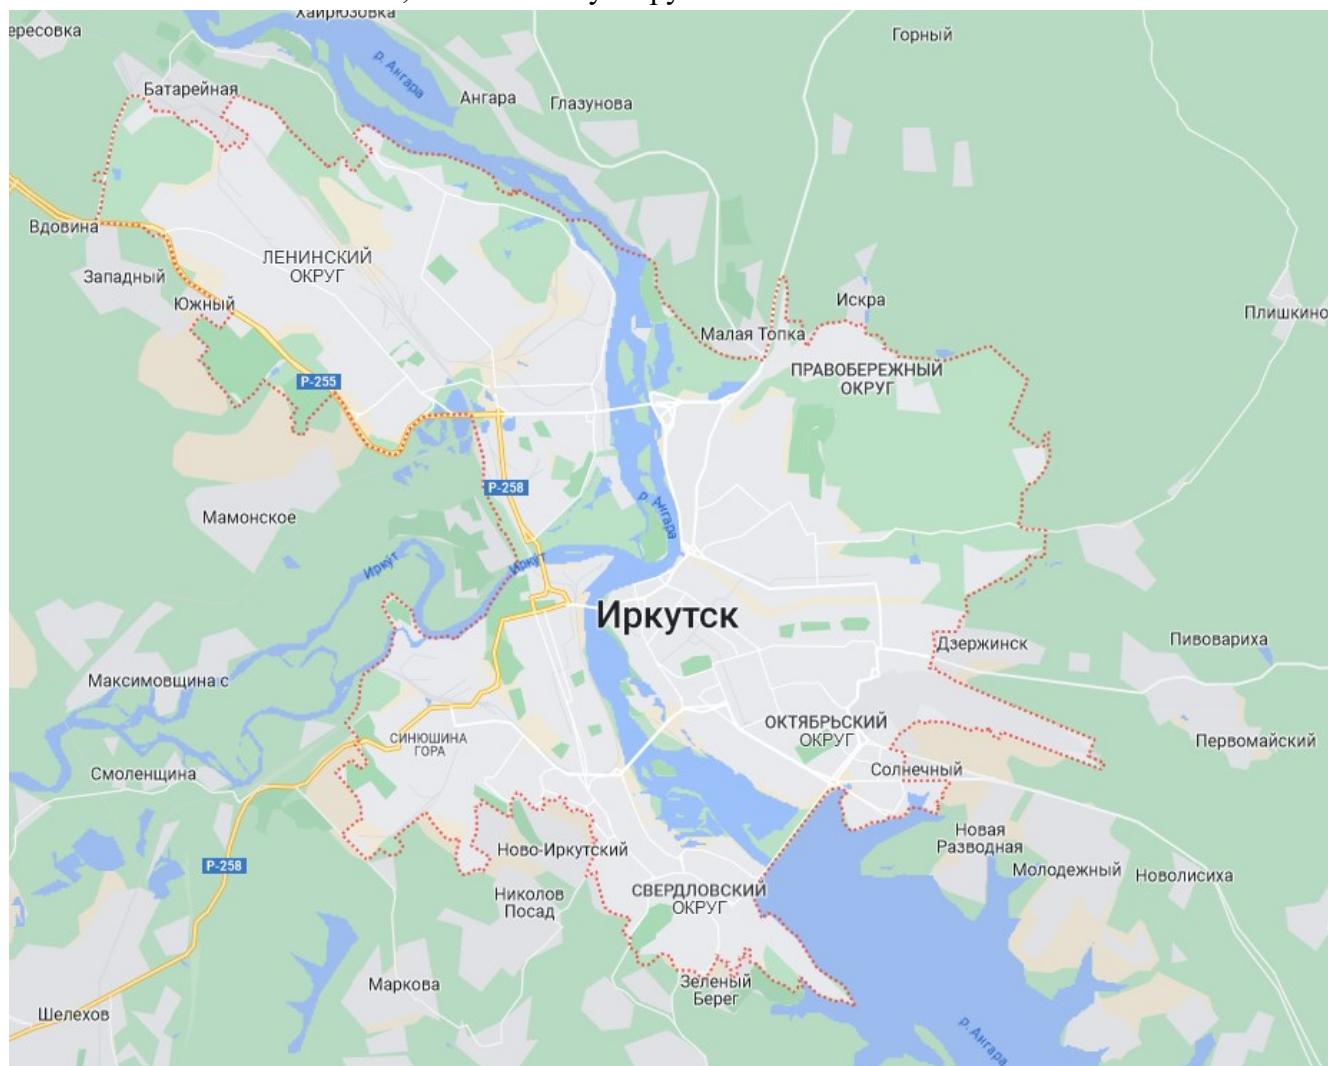 Хайрюзовка
Горный
р. Ангара
Батарейная
Ангара
Глазунова
Вдовина
ЛЕНИНСКИЙ
ОКРУГ
Западный
Южный
Искра
Плишкино
Малая Топка
ПРАВОБЕРЕЖНЫЙ
ОКРУГ
Р-255
Р-258
р. Ангара
Мамонское
Иркут
Иркут
Иркутск
Дзержинск
Пивовариха
Максимовщина с
СИНЮШИНА
ГОРА
ОКТЯБРЬСКИЙ
ОКРУГ
Первомайский
Смоленщина
Солнечный
Новая
Разводная
Ново-Иркутский
Р-258
Молодежный
Новолисиха
Николов
Посад
СВЕРДЛОВСКИЙ
ОКРУГ
Маркова
Зеленый
Берег
Шелехов
р. Ангара